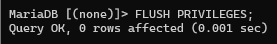 MariaDB [(none)]> FLUSH PRIVILEGES;
Query OK, 0 rows affected (0.001 sec)